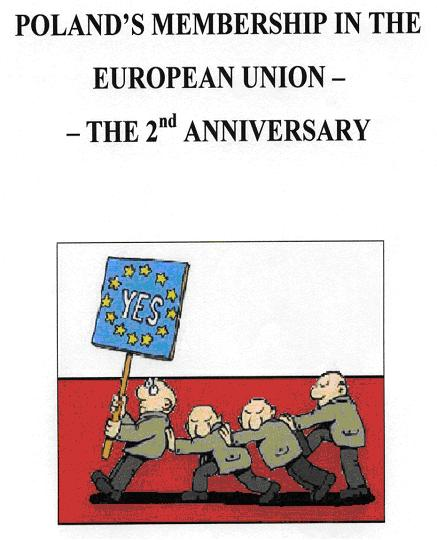 POLAND'S MEMBERSHIP IN THE
EUROPEAN UNION –
– THE 2nd ANNIVERSARY
YES